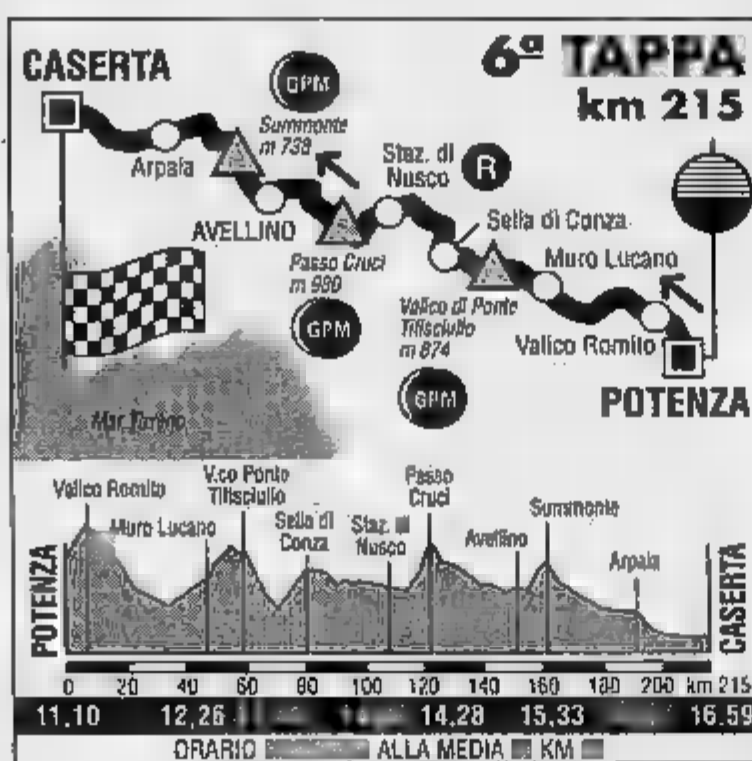 6ª TAPPA
km 215
CASERTA
GPM
Summonte
m 738
Arpaia
Staz. di
Nusco
R
AVELLINO
Sella di Conza
Passo Cruci
m
Muro Lucano
GPM
Valico di Ponte
m 874
Valico Romito
GPM
POTENZA
Mar Tirreno
Valico Romito
V.co Ponte
Muro Lucano
Sella di
Conza
Staz. di
Nusco
Passo
Cruci
Avellino
Summonte
Arpaia
POTENZA
CASERTA
0 20 40 60 80 100 120 140 160 180 200 km 215
11.10 12,26 14,28 15,33 16.59
ORARIO ALLA MEDIA KM